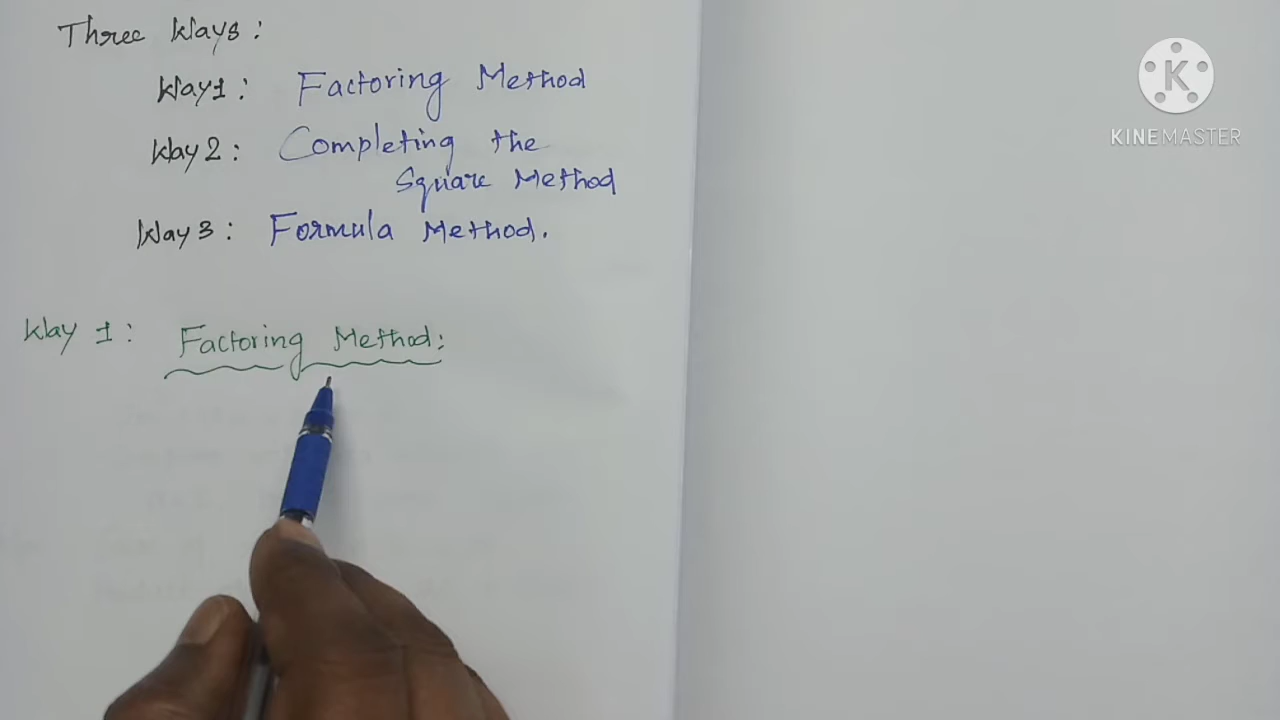 Three Ways:
Way1: Factoring Method
Way 2: Completing the
Square Method
Way 3: Formula Method.
Way 1: Factoring Method:
K
KINEMASTER